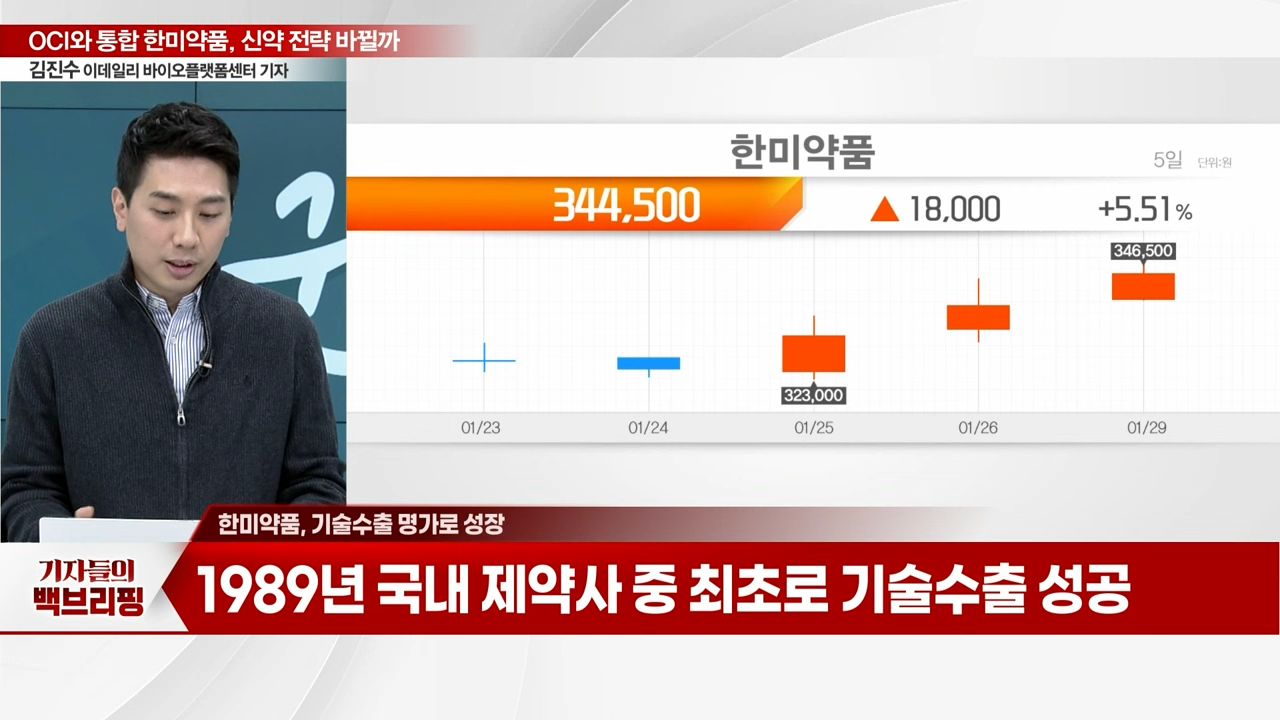 OCI와 통합 한미약품, 신약 전략 바뀔까
김진수 이데일리 바이오플랫폼센터 기자
한미약품
5일 단위:원
344,500 ▲ 18,000 +5.51%
346,500
323,000
01/23 01/24 01/25 01/26 01/29
한미약품, 기술수출 명가로 성장
기자들의
백브리핑
1989년 국내 제약사 중 최초로 기술수출 성공